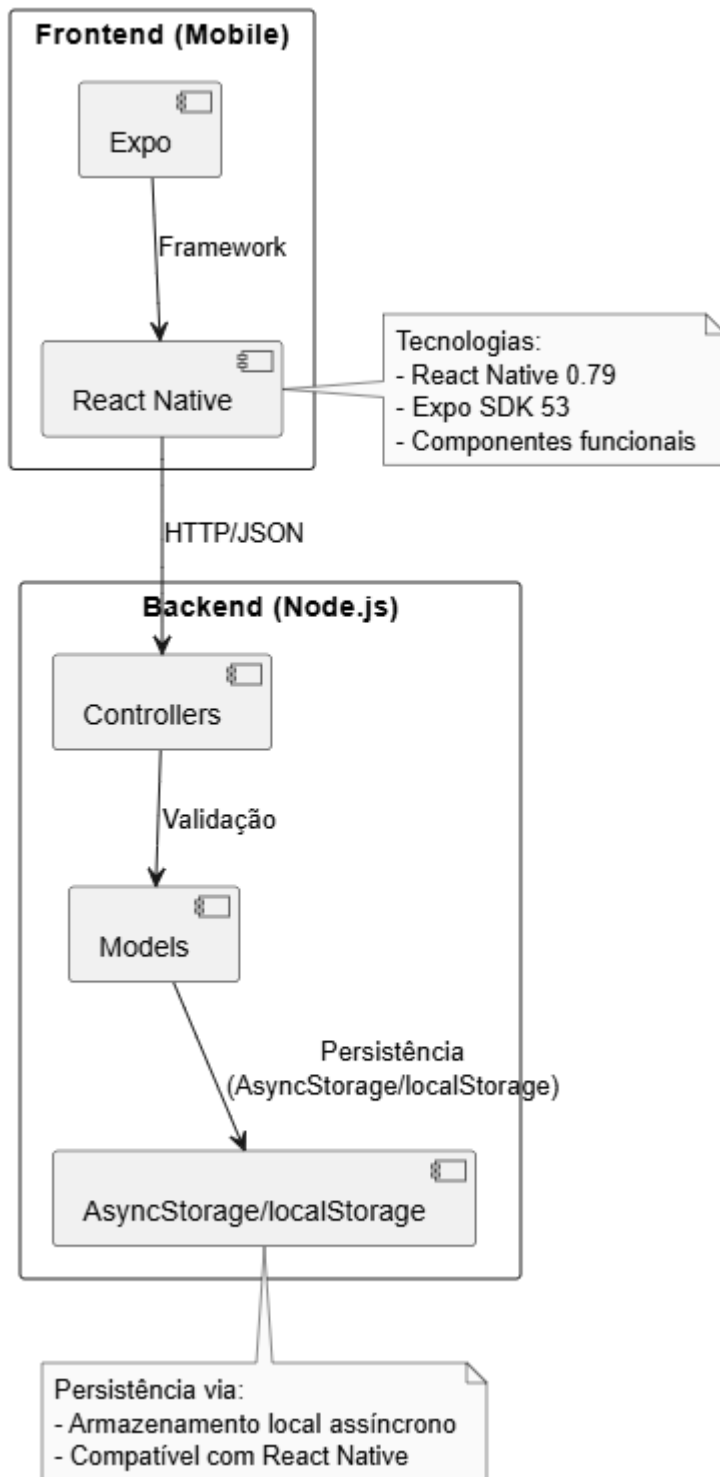 Frontend (Mobile)
Expo
Framework
React Native
Tecnologias:
- React Native 0.79
- Expo SDK 53
- Componentes funcionais
HTTP/JSON
Backend (Node.js)
Controllers
Validação
Models
Persistência
(AsyncStorage/localStorage)
AsyncStorage/localStorage
Persistência via:
- Armazenamento local assíncrono
- Compatível com React Native